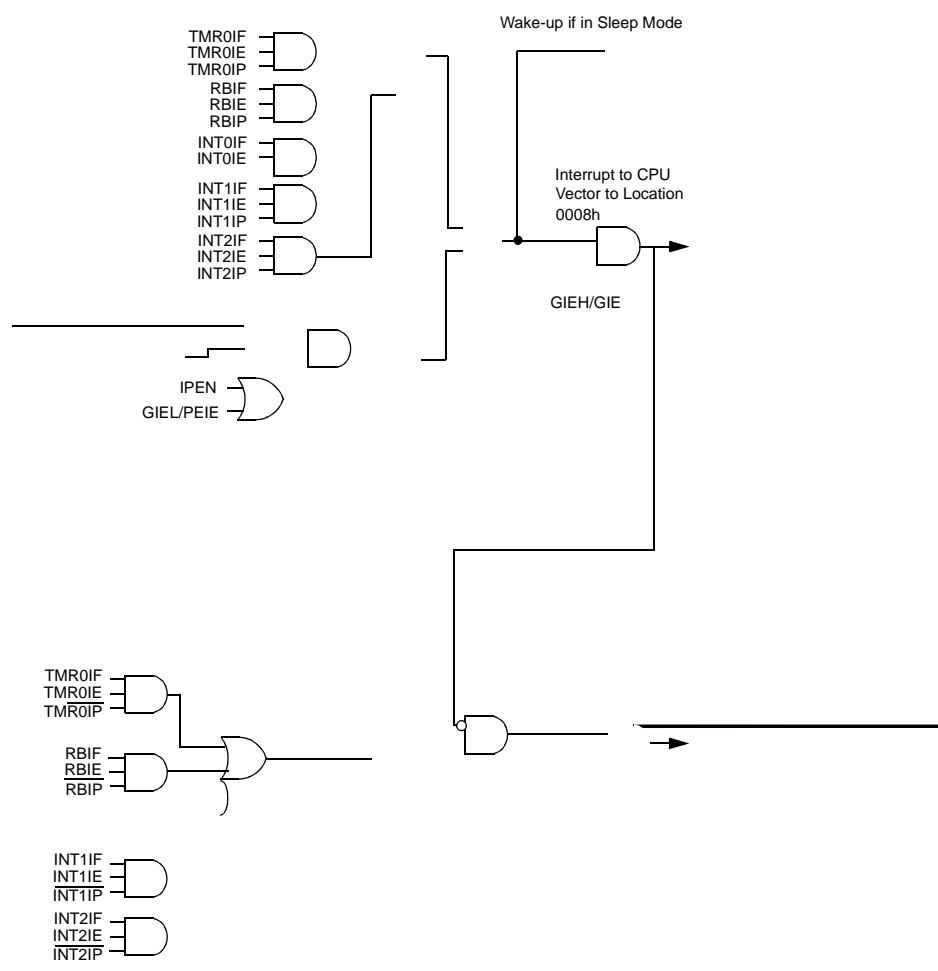 Wake-up if in Sleep Mode
TMR0IF
TMR0IE
TMR0IP
RBIF
RBIE
RBIP
INT0IF
INT0IE
INT1IF
INT1IE
INT1IP
INT2IF
INT2IE
INT2IP
Interrupt to CPU
Vector to Location
0008h
GIEH/GIE
IPEN
GIEL/PEIE
TMR0IF
TMR0IE
TMR0IP
RBIF
RBIE
RBIP
INT1IF
INT1IE
INT1IP
INT2IF
INT2IE
INT2IP